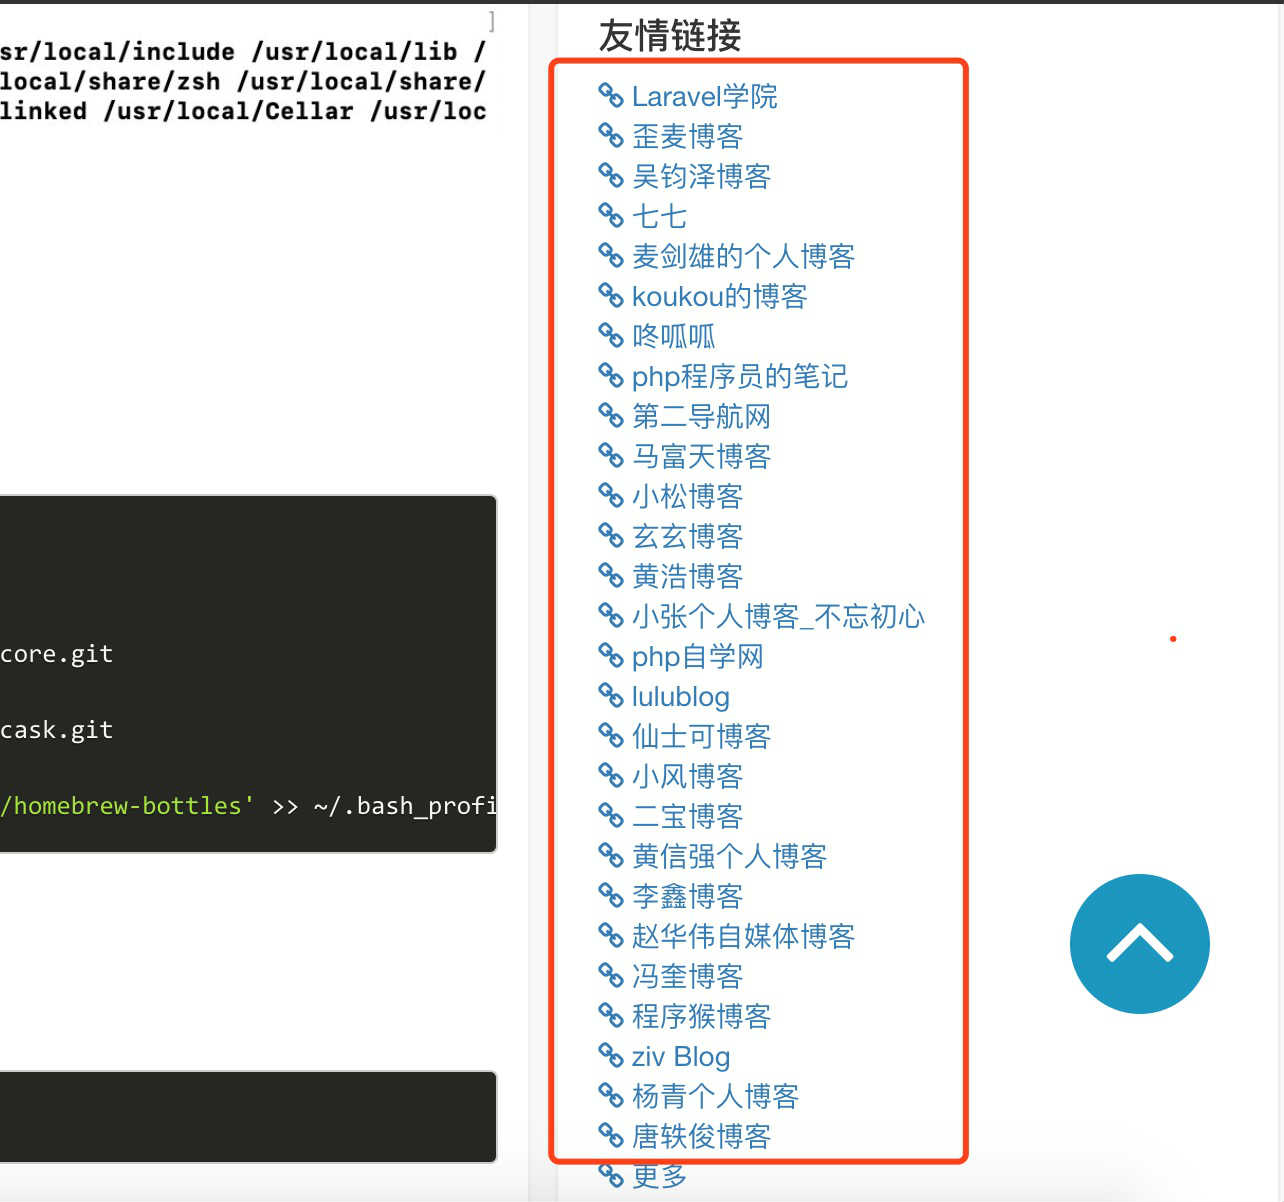 ]
sr/local/include /usr/local/lib /
local/share/zsh /usr/local/share/
linked /usr/local/Cellar /usr/loc
core.git
cask.git
/homebrew-bottles' >> ~/.bash_profi
友情链接
Laravel学院
歪麦博客
吴钧泽博客
七七
麦剑雄的个人博客
koukou的博客
咚呱呱
php程序员的笔记
第二导航网
马富天博客
小松博客
玄玄博客
黄浩博客
小张个人博客_不忘初心
php自学网
lulublog
仙士可博客
小风博客
二宝博客
黄信强个人博客
李鑫博客
赵华伟自媒体博客
冯奎博客
程序猴博客
ziv Blog
杨青个人博客
唐轶俊博客
更多